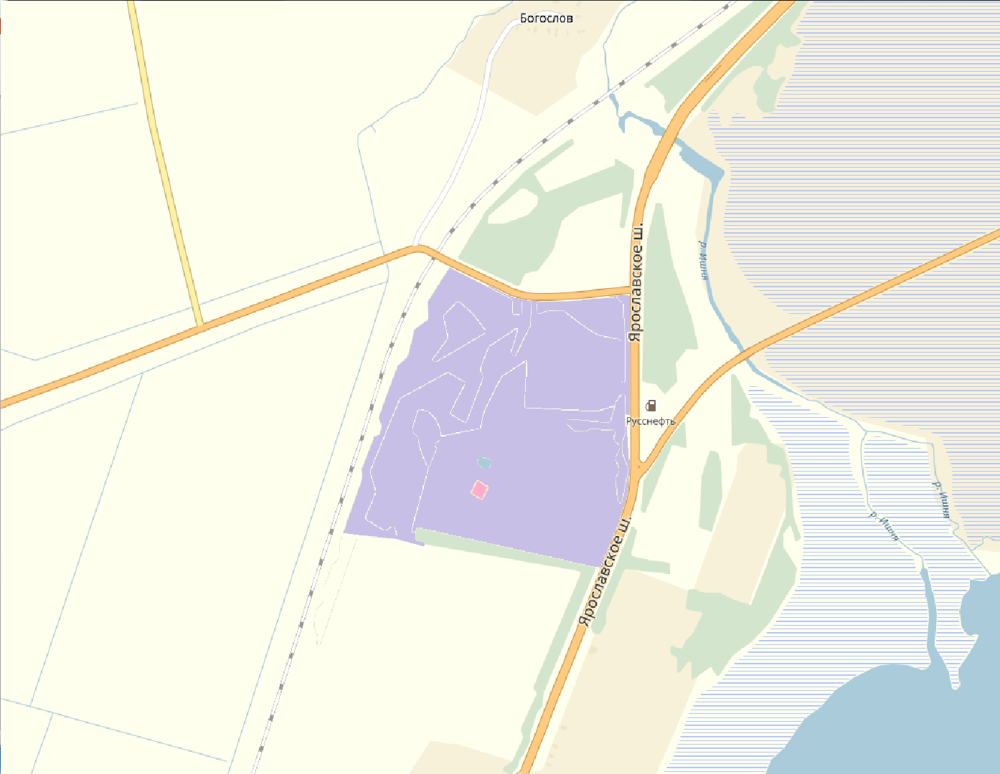 Богослов
Ярославское ш.
р. Ишня
Русснефть
р. Ишня
р. Ишня
Ярославское ш.